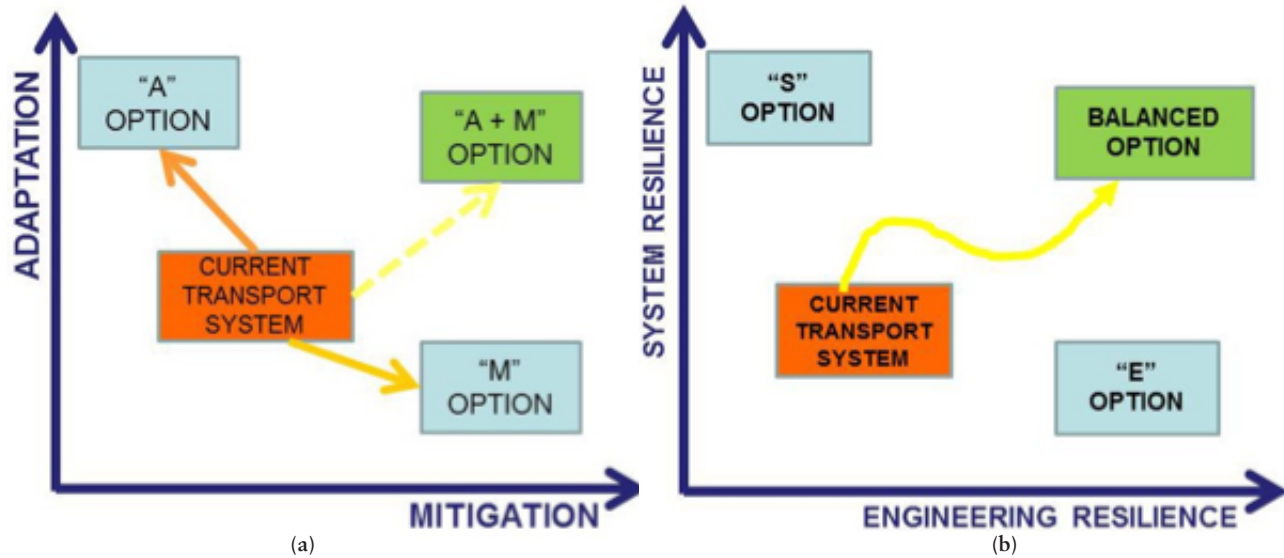 ADAPTATION
“A”
OPTION
“A + M”
OPTION
CURRENT
TRANSPORT
SYSTEM
“M”
OPTION
MITIGATION
(a)
SYSTEM RESILIENCE
“S”
OPTION
BALANCED
OPTION
CURRENT
TRANSPORT
SYSTEM
“E”
OPTION
ENGINEERING RESILIENCE
(b)